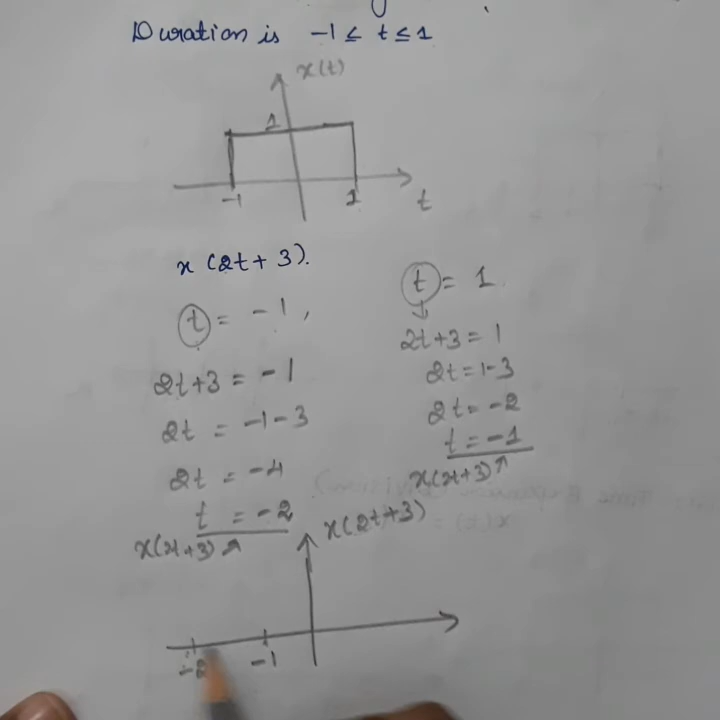 Duration is -1 ≤ t ≤ 1
x(t)
1
-1
1
t
x(2t+3).
t = -1,
2t+3 = -1
2t = -1-3
2t = -4
t = -2
x(2t+3)
t = 1
2t+3 = 1
2t = 1-3
2t = -2
t = -1
x(2t+3)
x(2t+3)
-2
-1